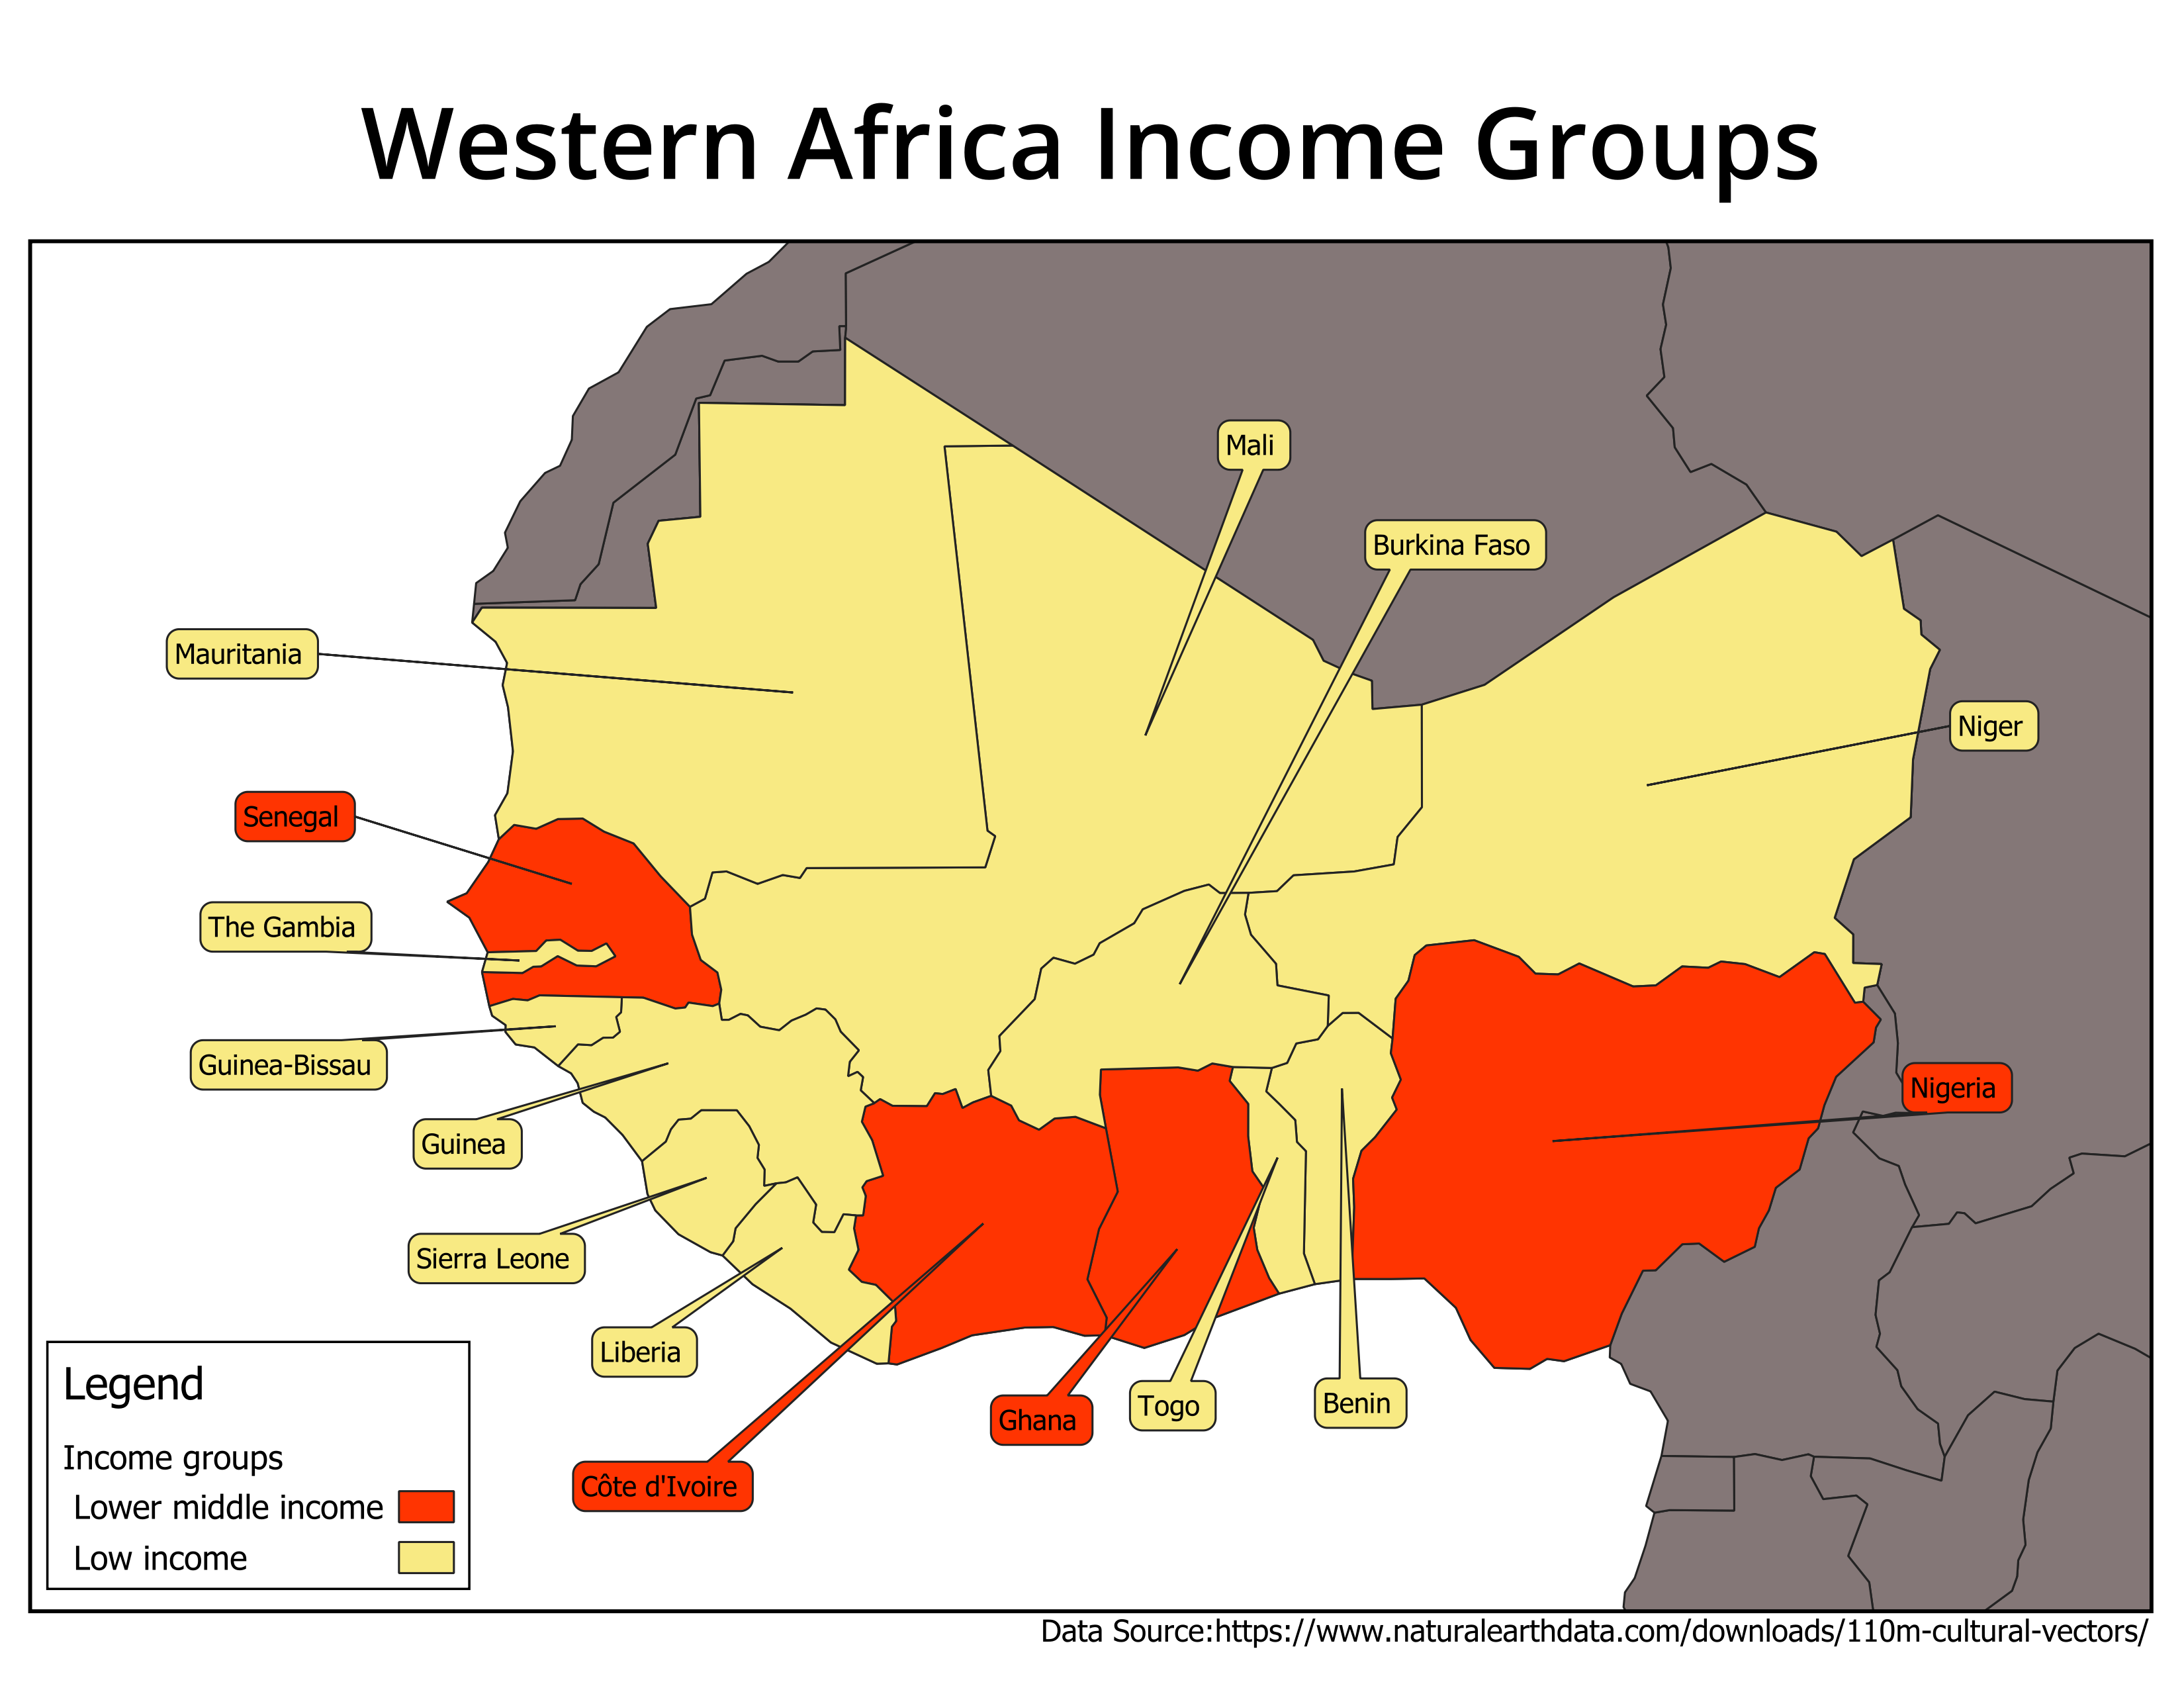 Western Africa Income Groups
Mali
Burkina Faso
Mauritania
Niger
Senegal
The Gambia
Guinea-Bissau
Nigeria
Guinea
Sierra Leone
Liberia
Togo
Benin
Ghana
Côte d'Ivoire
Legend
Income groups
Lower middle income
Low income
Data Source:https://www.naturalearthdata.com/downloads/110m-cultural-vectors/